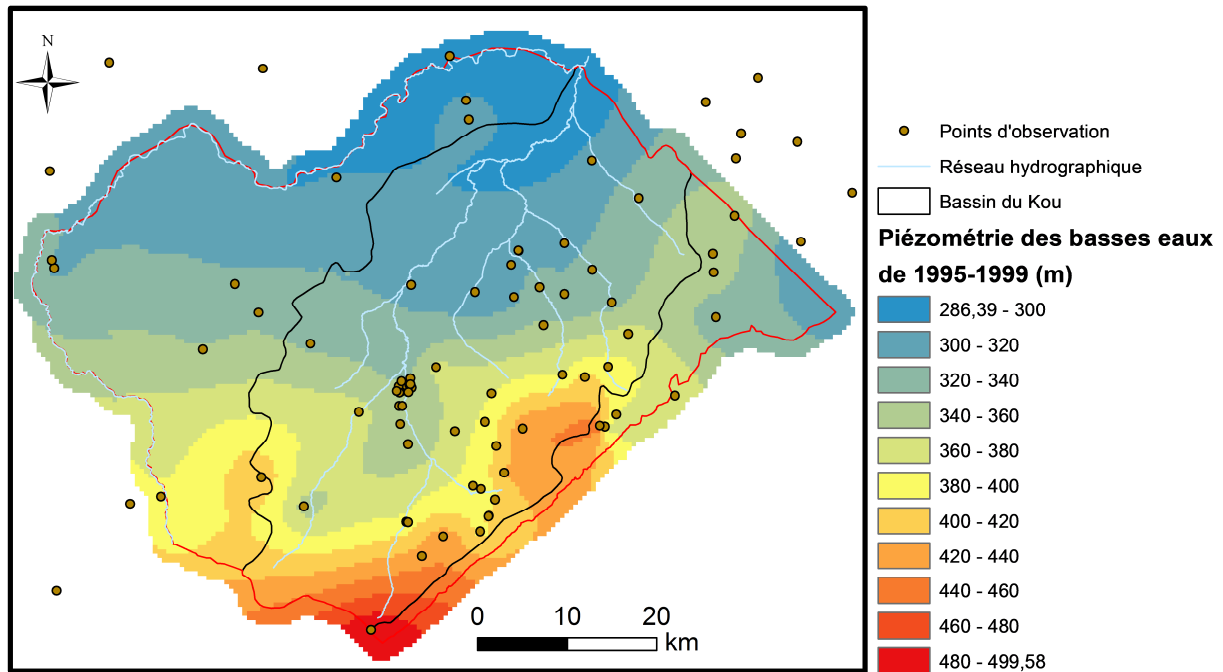 N
0 10 20
km
Points d'observation
Réseau hydrographique
Bassin du Kou
Piézométrie des basses eaux
de 1995-1999 (m)
286,39 - 300
300 - 320
320 - 340
340 - 360
360 - 380
380 - 400
400 - 420
420 - 440
440 - 460
460 - 480
480 - 499,58